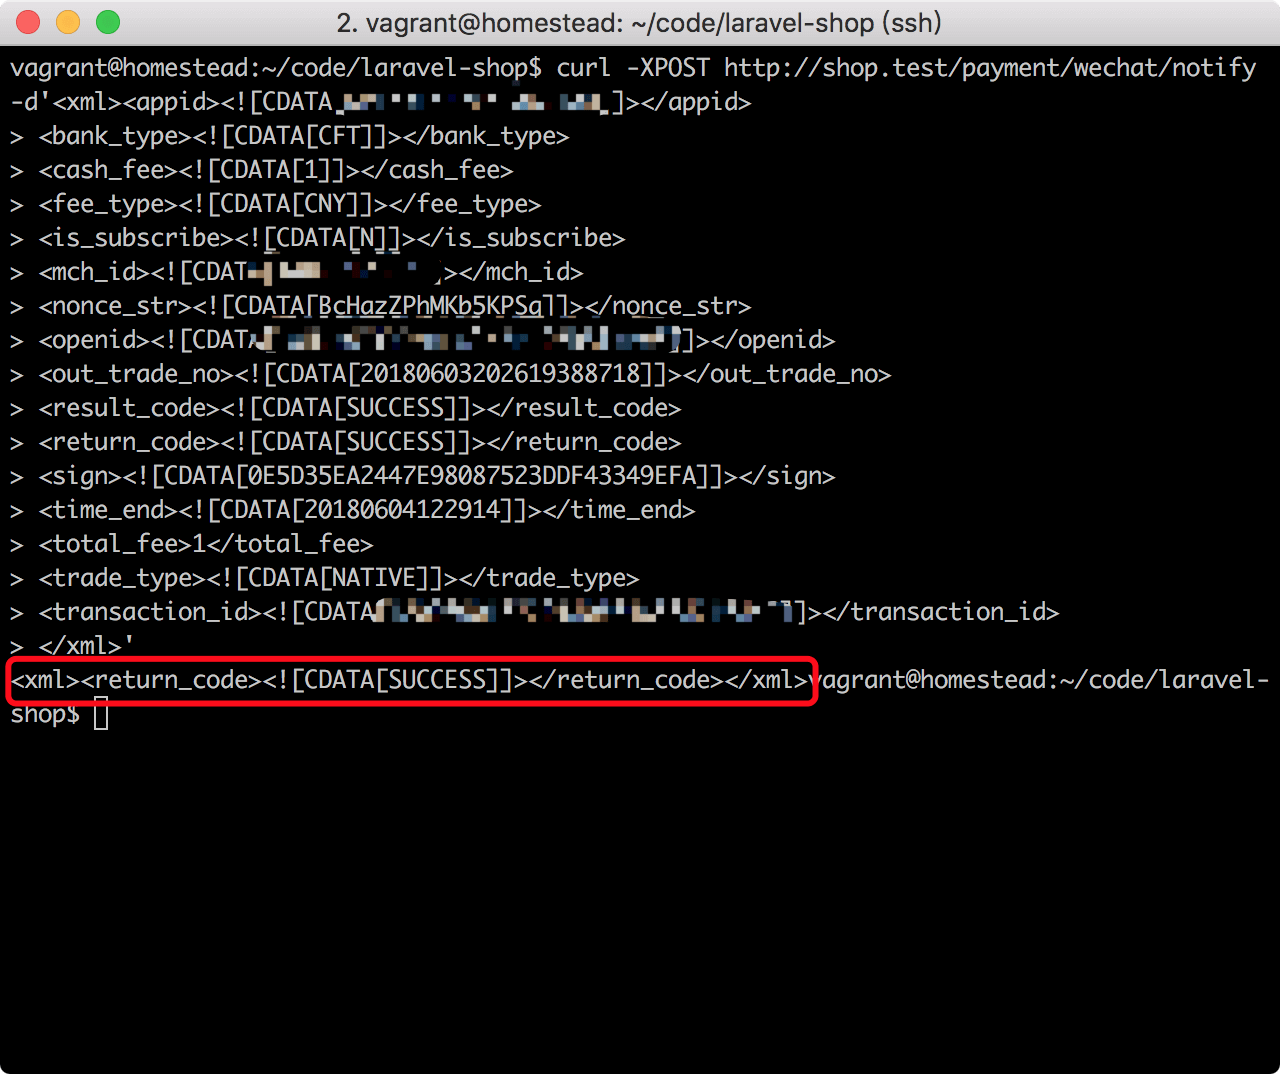 2. vagrant@homestead: ~/code/laravel-shop (ssh)
vagrant@homestead:~/code/laravel-shop$ curl -XPOST http://shop.test/payment/wechat/notify
-d'<xml><appid><![CDATA ]></appid>
> <bank_type><![CDATA[CFT]]></bank_type>
> <cash_fee><![CDATA[1]]></cash_fee>
> <fee_type><![CDATA[CNY]]></fee_type>
> <is_subscribe><![CDATA[N]]></is_subscribe>
> <mch_id><![CDAT ></mch_id>
> <nonce_str><![CDATA[BcHazZPhMKb5KPSq]]></nonce_str>
> <openid><![CDATA ]></openid>
> <out_trade_no><![CDATA[20180603202619388718]]></out_trade_no>
> <result_code><![CDATA[SUCCESS]]></result_code>
> <return_code><![CDATA[SUCCESS]]></return_code>
> <sign><![CDATA[0E5D35EA2447E98087523DDF43349EFA]]></sign>
> <time_end><![CDATA[20180604122914]]></time_end>
> <total_fee>1</total_fee>
> <trade_type><![CDATA[NATIVE]]></trade_type>
> <transaction_id><![CDATA ]]></transaction_id>
> </xml>'
<xml><return_code><![CDATA[SUCCESS]]></return_code></xml>vagrant@homestead:~/code/laravel-
shop$